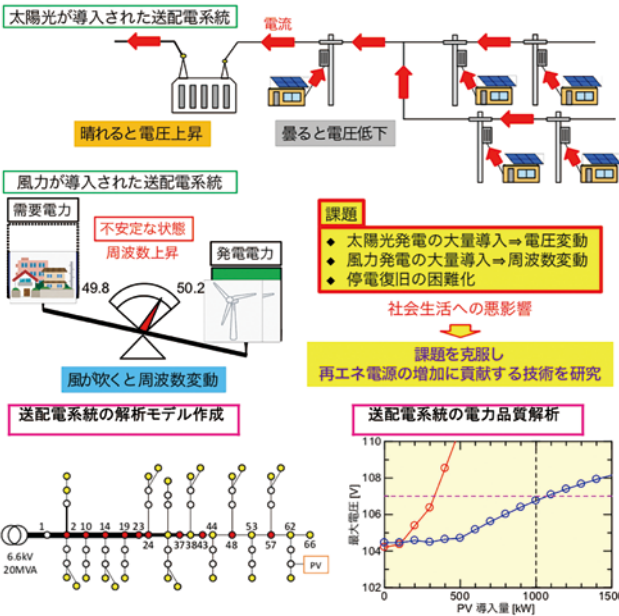 太陽光が導入された送配電系統
電流
晴れると電圧上昇
曇ると電圧低下
風力が導入された送配電系統
需要電力
不安定な状態
周波数上昇
発電電力
49.8
50.2
風が吹くと周波数変動
課題
◆ 太陽光発電の大量導入⇒電圧変動
◆ 風力発電の大量導入⇒周波数変動
◆ 停電復旧の困難化
社会生活への悪影響
課題を克服し
再エネ電源の増加に貢献する技術を研究
送配電系統の解析モデル作成
1 2 10 14 19 23 24 37 38 43 44 48 53 57 62 66
6.6kV
20MVA
PV
送配電系統の電力品質解析
最大電圧 [V]
110
108
106
104
102
0 500 1000 1500
PV 導入量 [kW]